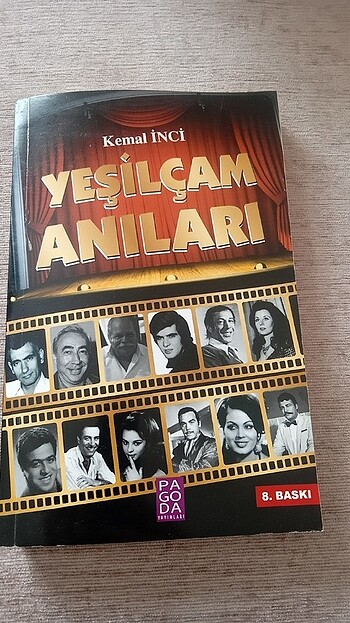 Kemal İNCİ
YEŞİLÇAM
ANILARI
PA
GO
DA
YAYINLARI
8. BASKI